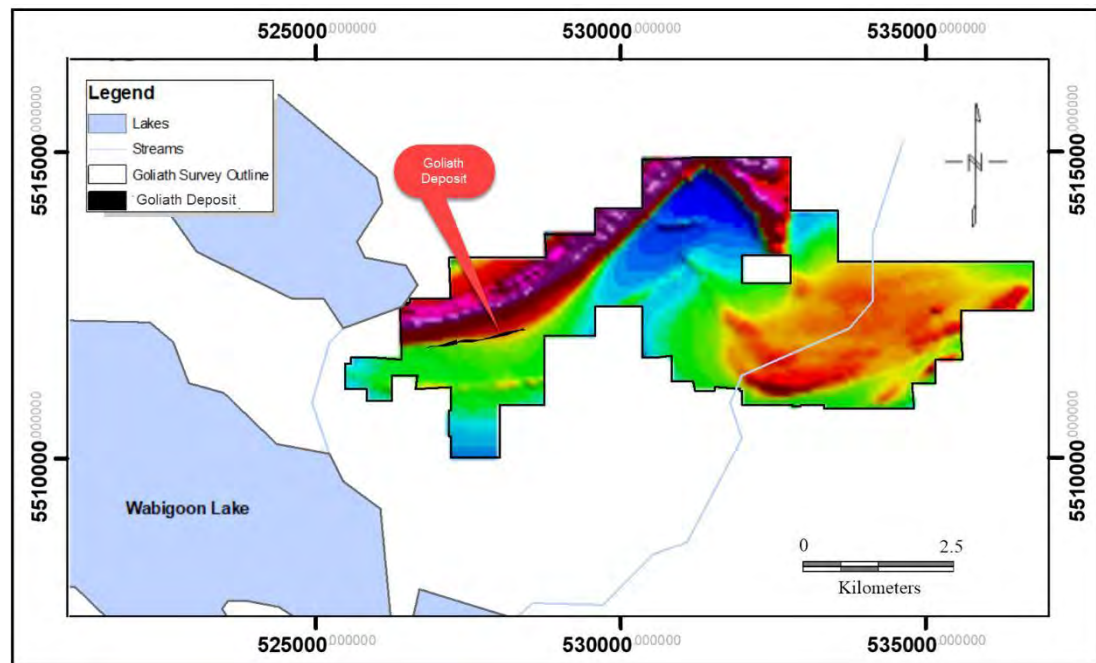 525000.000000 530000.000000 535000.000000
Legend
Lakes
Streams
Goliath Survey Outline
Goliath Deposit
Goliath
Deposit
N
5515000.000000
5515000.000000
5510000.000000
5510000.000000
Wabigoon Lake
0 2.5
Kilometers
525000.000000 530000.000000 535000.000000